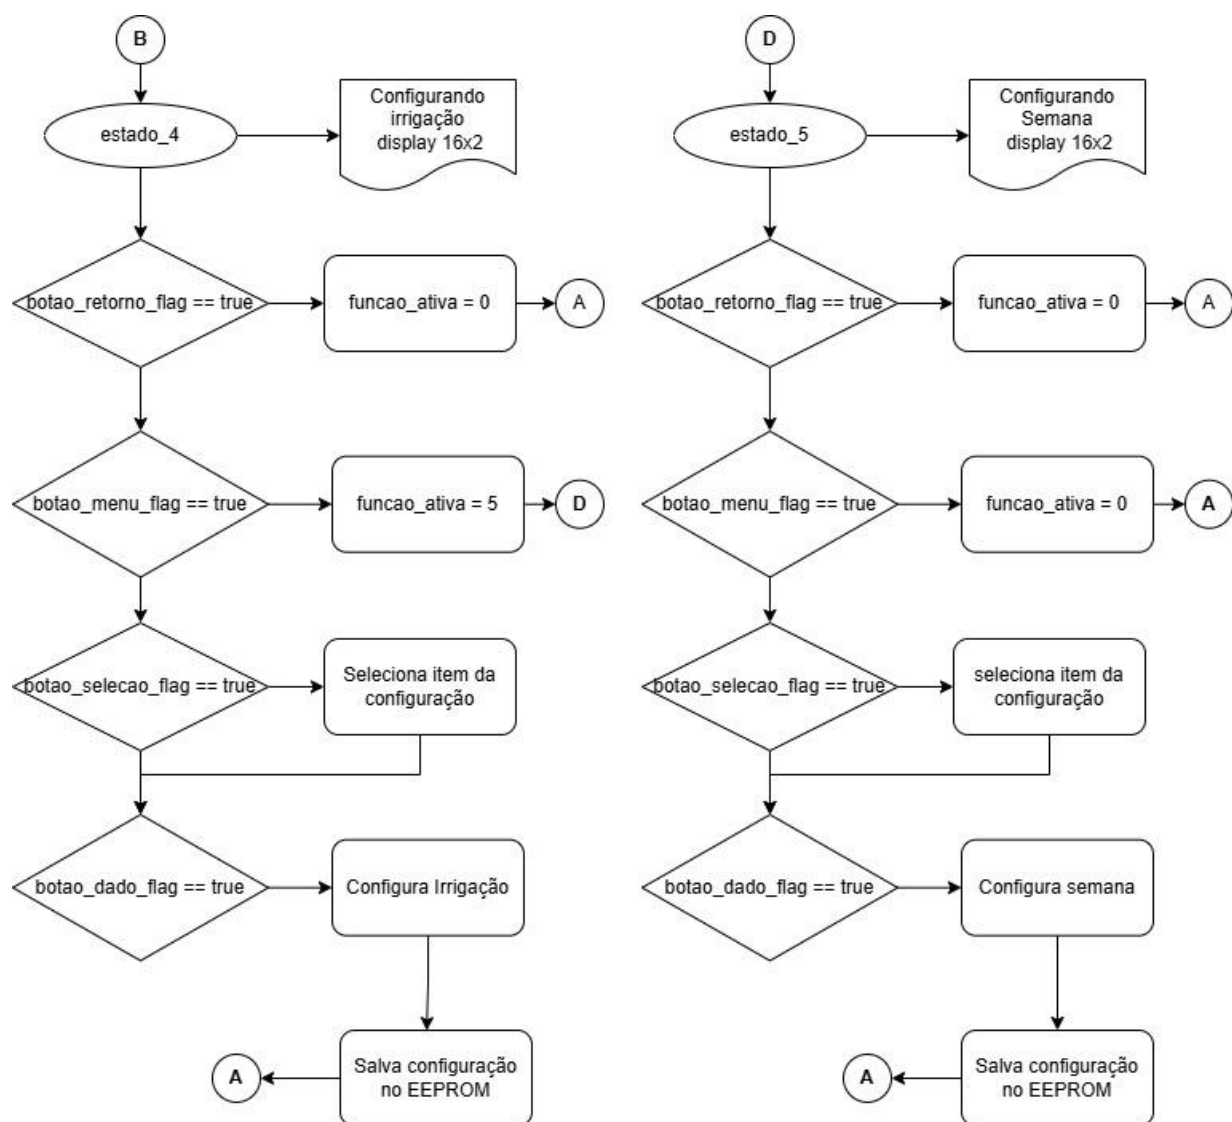 B
estado_4
Configurando
irrigação
display 16x2
botao_retorno_flag == true
funcao_ativa = 0
A
botao_menu_flag == true
funcao_ativa = 5
D
botao_selecao_flag == true
Seleciona item da
configuração
botao_dado_flag == true
Configura Irrigação
Salva configuração
no EEPROM
A
D
estado_5
Configurando
Semana
display 16x2
botao_retorno_flag == true
funcao_ativa = 0
A
botao_menu_flag == true
funcao_ativa = 0
A
botao_selecao_flag == true
seleciona item da
configuração
botao_dado_flag == true
Configura semana
Salva configuração
no EEPROM
A